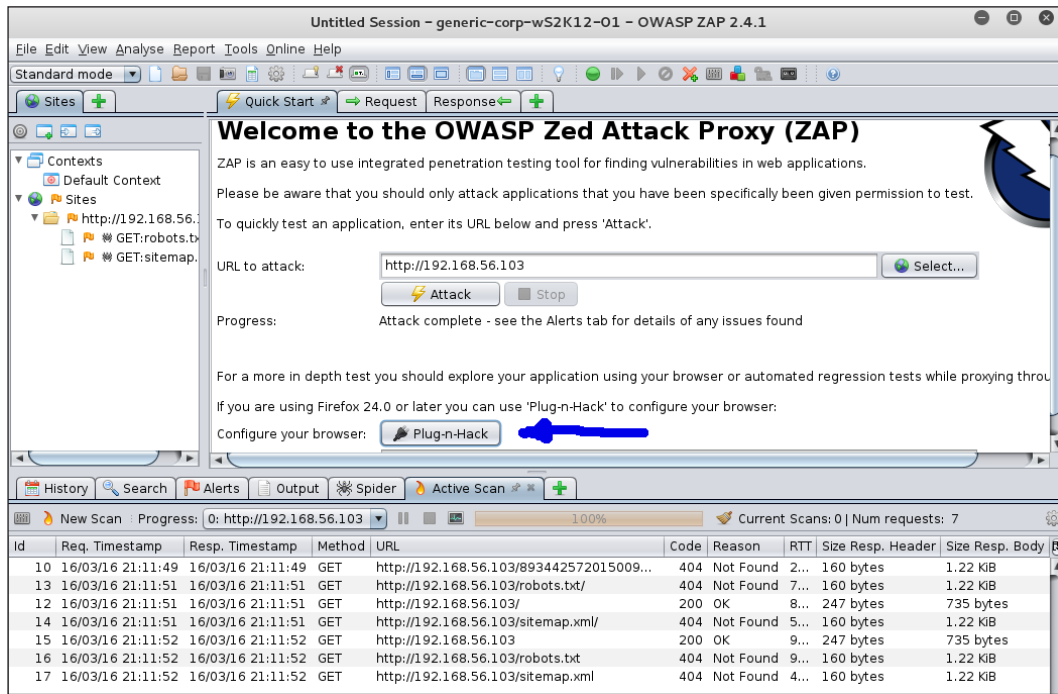 Untitled Session – generic-corp-wS2K12-O1 – OWASP ZAP 2.4.1
File Edit View Analyse Report Tools Online Help
Standard mode
Sites
Quick Start Request Response
Contexts
Default Context
Sites
http://192.168.56.
GET:robots.tx
GET:sitemap.
Welcome to the OWASP Zed Attack Proxy (ZAP)
ZAP is an easy to use integrated penetration testing tool for finding vulnerabilities in web applications.
Please be aware that you should only attack applications that you have been specifically been given permission to test.
To quickly test an application, enter its URL below and press 'Attack'.
URL to attack: http://192.168.56.103 Select...
Attack Stop
Progress: Attack complete - see the Alerts tab for details of any issues found
For a more in depth test you should explore your application using your browser or automated regression tests while proxying throu
If you are using Firefox 24.0 or later you can use 'Plug-n-Hack' to configure your browser:
Configure your browser: Plug-n-Hack
History Search Alerts Output Spider Active Scan
New Scan Progress: 0: http://192.168.56.103 100% Current Scans: 0 Num requests: 7
Id Req. Timestamp Resp. Timestamp Method URL Code Reason RTT Size Resp. Header Size Resp. Body
10 16/03/16 21:11:49 16/03/16 21:11:49 GET http://192.168.56.103/893442572015009... 404 Not Found 2... 160 bytes 1.22 KiB
13 16/03/16 21:11:51 16/03/16 21:11:51 GET http://192.168.56.103/robots.txt/ 404 Not Found 7... 160 bytes 1.22 KiB
12 16/03/16 21:11:51 16/03/16 21:11:51 GET http://192.168.56.103/ 200 OK 8... 247 bytes 735 bytes
14 16/03/16 21:11:51 16/03/16 21:11:51 GET http://192.168.56.103/sitemap.xml/ 404 Not Found 5... 160 bytes 1.22 KiB
15 16/03/16 21:11:52 16/03/16 21:11:52 GET http://192.168.56.103 200 OK 9... 247 bytes 735 bytes
16 16/03/16 21:11:52 16/03/16 21:11:52 GET http://192.168.56.103/robots.txt 404 Not Found 9... 160 bytes 1.22 KiB
17 16/03/16 21:11:52 16/03/16 21:11:52 GET http://192.168.56.103/sitemap.xml 404 Not Found 4... 160 bytes 1.22 KiB